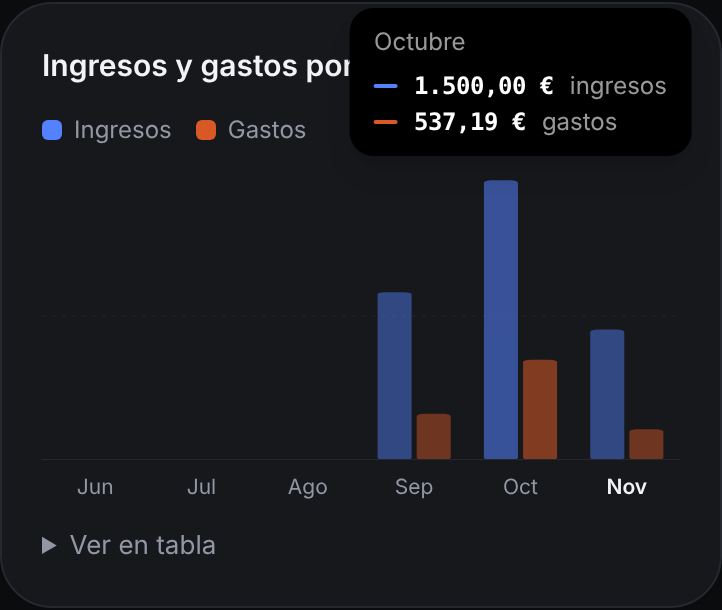 Ingresos y gastos por
Octubre
1.500,00 € ingresos
537,19 € gastos
Ingresos Gastos
Jun Jul Ago Sep Oct Nov
Ver en tabla